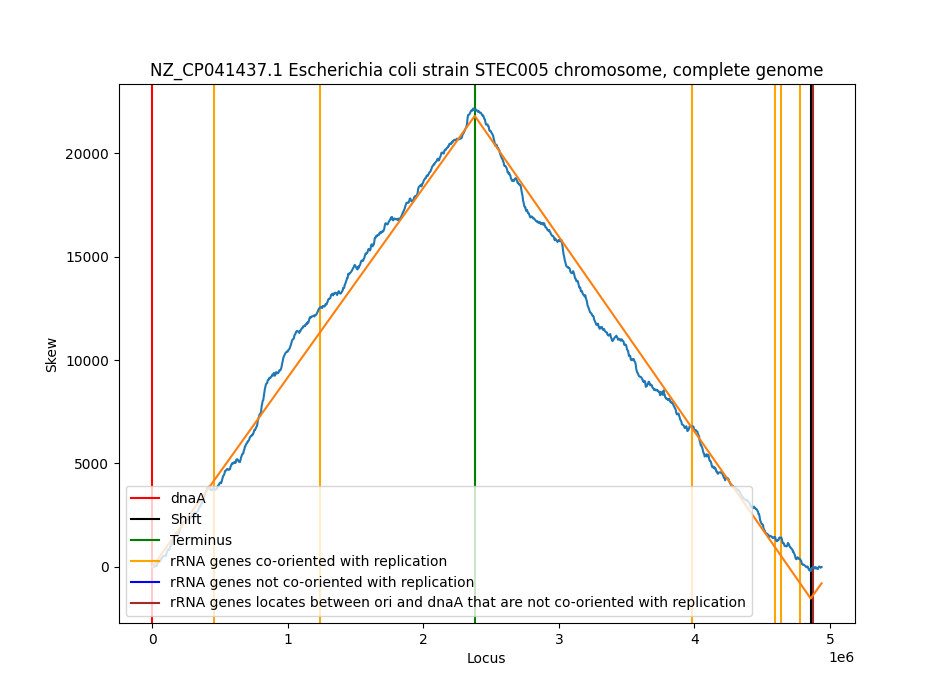 NZ_CP041437.1 Escherichia coli strain STEC005 chromosome, complete genome
Skew
20000
15000
10000
5000
0
dnaA
Shift
Terminus
rRNA genes co-oriented with replication
rRNA genes not co-oriented with replication
rRNA genes locates between ori and dnaA that are not co-oriented with replication
0 1 2 3 4 5
1e6
Locus